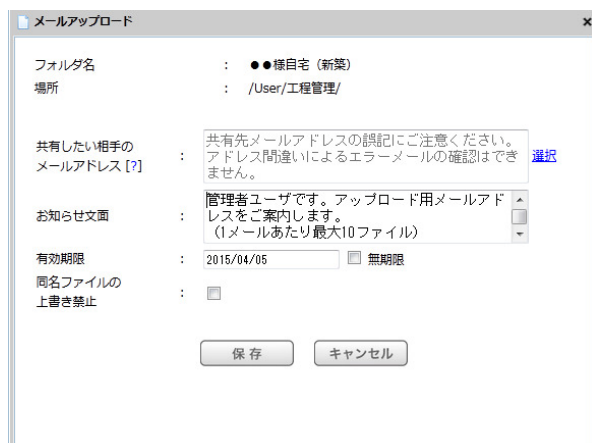 メールアップロード
×
フォルダ名 : ●●様自宅（新築）
場所 : /User/工程管理/
共有したい相手の
メールアドレス [?] :
共有先メールアドレスの誤記にご注意ください。
アドレス間違いによるエラーメールの確認はでき
ません。
選択
お知らせ文面 :
管理者ユーザです。アップロード用メールアド
レスをご案内します。
（1メールあたり最大10ファイル）
有効期限 : 2015/04/05 無期限
同名ファイルの
上書き禁止 :
保存 キャンセル